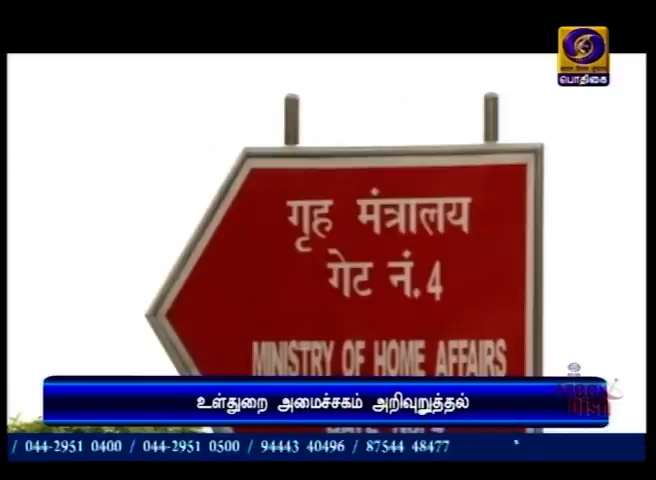 பொதிகை
गृह मंत्रालय
गेट नं.4
MINISTRY OF HOME AFFAIRS
உள்துறை அமைச்சகம் அறிவுறுத்தல்
/ 044-2951 0400 / 044-2951 0500 / 94443 40496 / 87544 48477